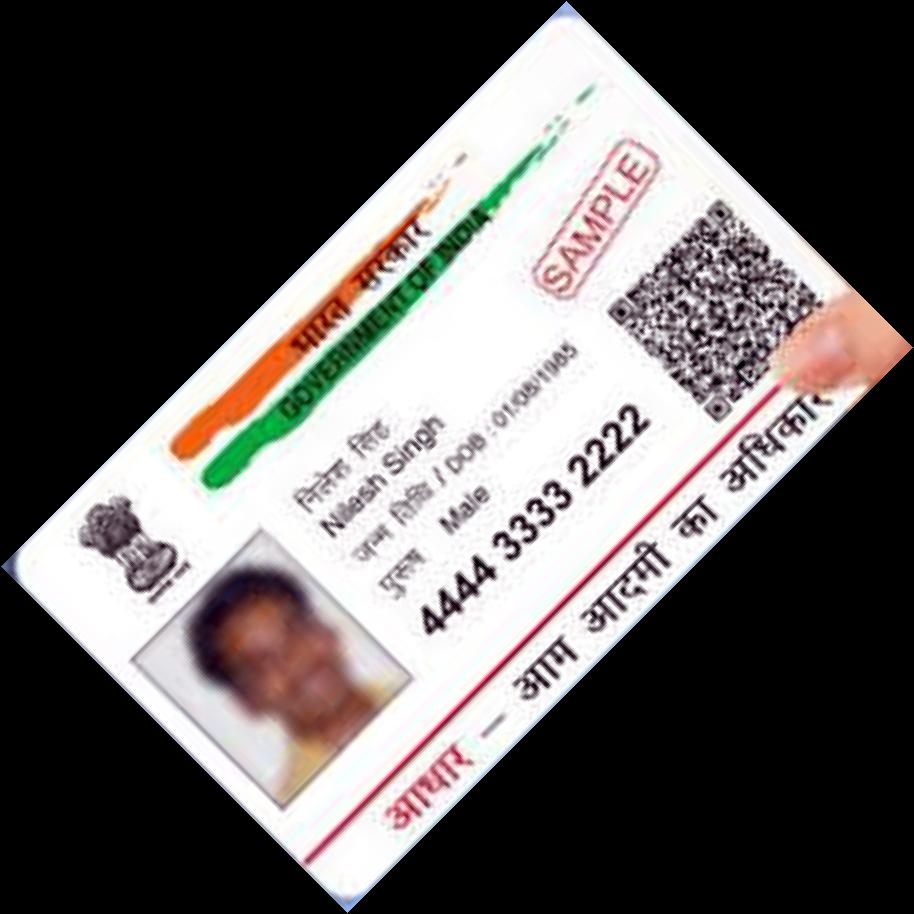 भारत सरकार
GOVERNMENT OF INDIA
SAMPLE
निलेश सिंह
Nilesh Singh
जन्म तिथि / DOB : 01/08/1985
पुरुष Male
4444 3333 2222
आधार – आम आदमी का अधिकार